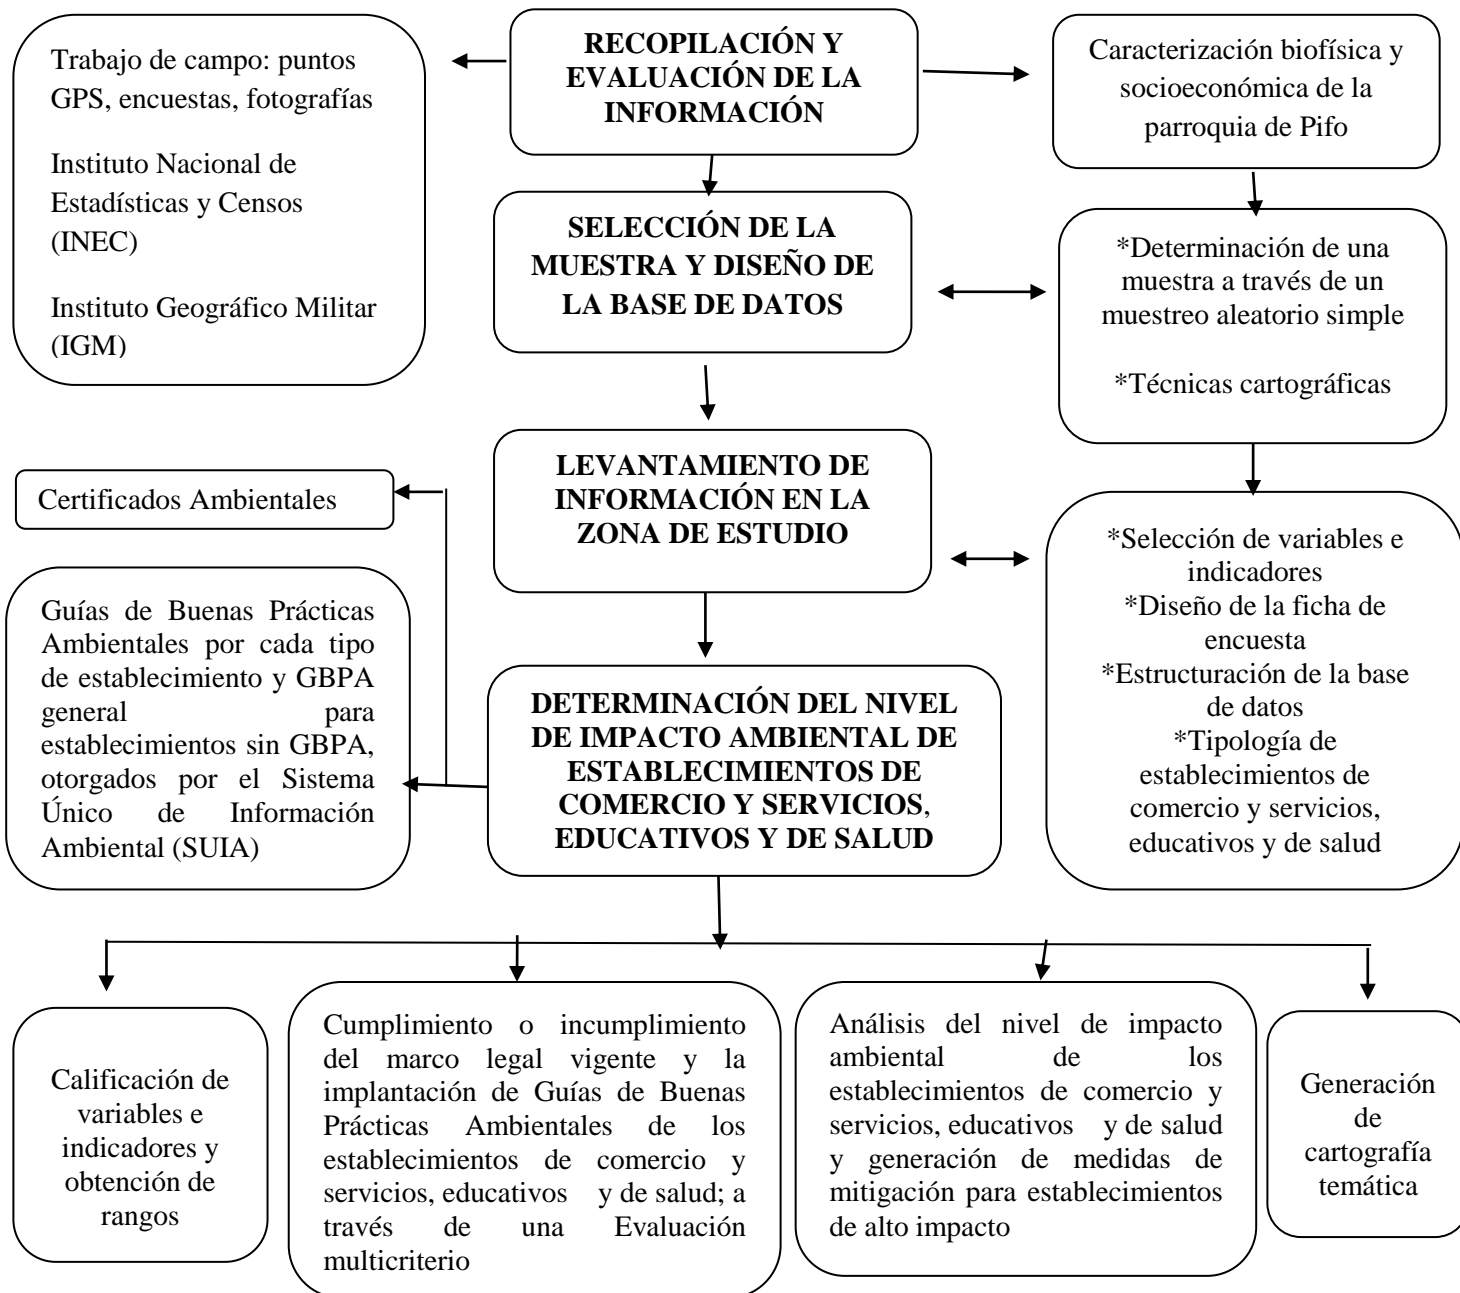 Trabajo de campo: puntos
GPS, encuestas, fotografías
Instituto Nacional de
Estadísticas y Censos
(INEC)
Instituto Geográfico Militar
(IGM)
RECOPILACIÓN Y
EVALUACIÓN DE LA
INFORMACIÓN
Caracterización biofísica y
socioeconómica de la
parroquia de Pifo
SELECCIÓN DE LA
MUESTRA Y DISEÑO DE
LA BASE DE DATOS
*Determinación de una
muestra a través de un
muestreo aleatorio simple
*Técnicas cartográficas
LEVANTAMIENTO DE
INFORMACIÓN EN LA
ZONA DE ESTUDIO
Certificados Ambientales
*Selección de variables e
indicadores
*Diseño de la ficha de
encuesta
*Estructuración de la base
de datos
*Tipología de
establecimientos de
comercio y servicios,
educativos y de salud
Guías de Buenas Prácticas
Ambientales por cada tipo
de establecimiento y GBPA
general para
establecimientos sin GBPA,
otorgados por el Sistema
Único de Información
Ambiental (SUIA)
DETERMINACIÓN DEL NIVEL
DE IMPACTO AMBIENTAL DE
ESTABLECIMIENTOS DE
COMERCIO Y SERVICIOS,
EDUCATIVOS Y DE SALUD
Calificación de
variables e
indicadores y
obtención de
rangos
Cumplimiento o incumplimiento
del marco legal vigente y la
implantación de Guías de Buenas
Prácticas Ambientales de los
establecimientos de comercio y
servicios, educativos y de salud; a
través de una Evaluación
multicriterio
Análisis del nivel de impacto
ambiental de los
establecimientos de comercio y
servicios, educativos y de salud
y generación de medidas de
mitigación para establecimientos
de alto impacto
Generación
de
cartografía
temática